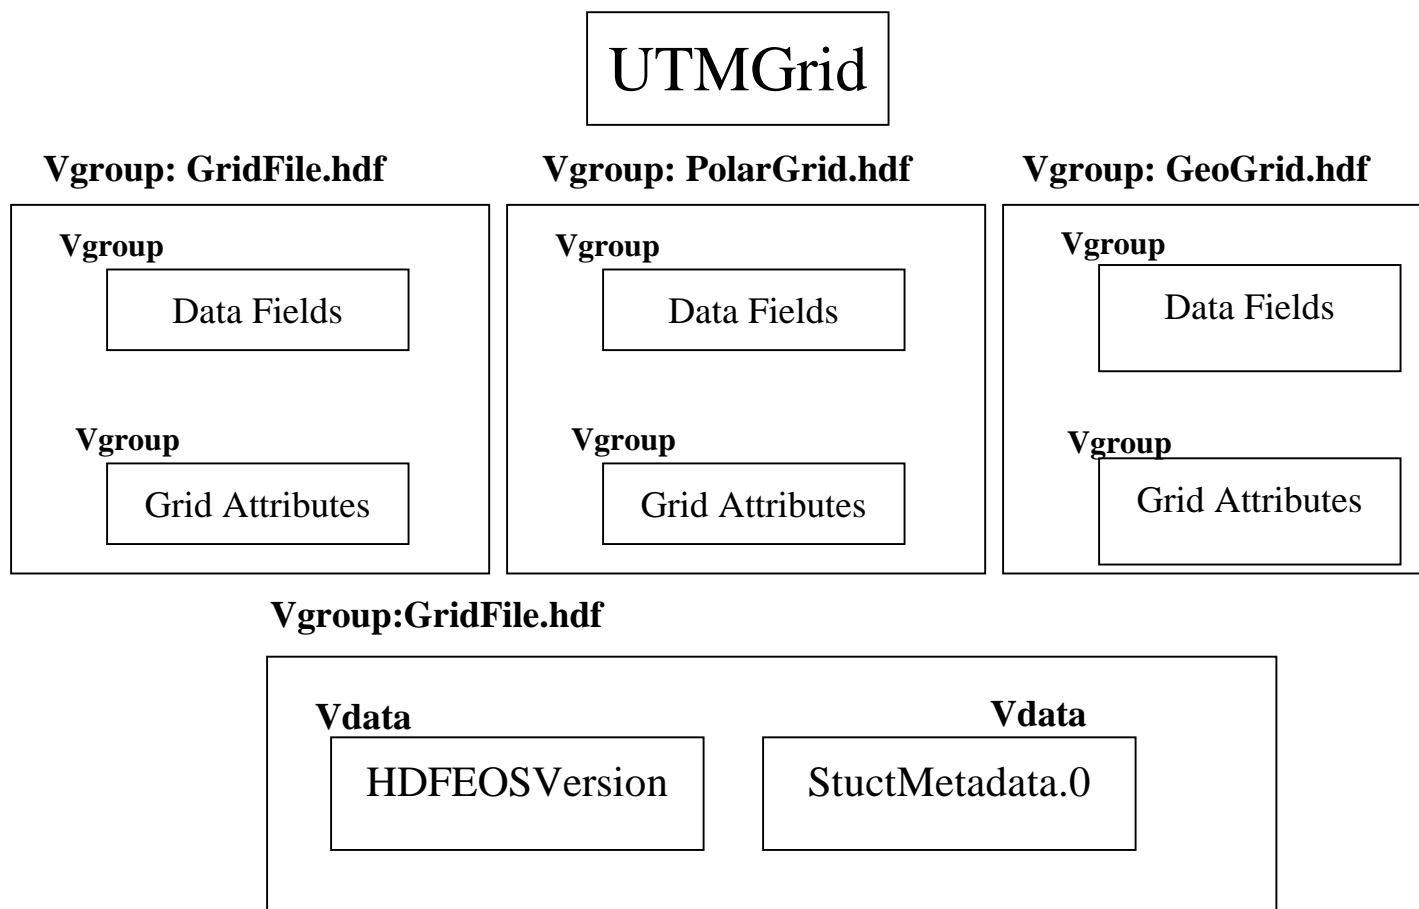 UTMGrid
Vgroup: GridFile.hdf
Vgroup: PolarGrid.hdf
Vgroup: GeoGrid.hdf
Vgroup
Data Fields
Vgroup
Grid Attributes
Vgroup
Data Fields
Vgroup
Grid Attributes
Vgroup
Data Fields
Vgroup
Grid Attributes
Vgroup:GridFile.hdf
Vdata
HDFEOSVersion
Vdata
StuctMetadata.0